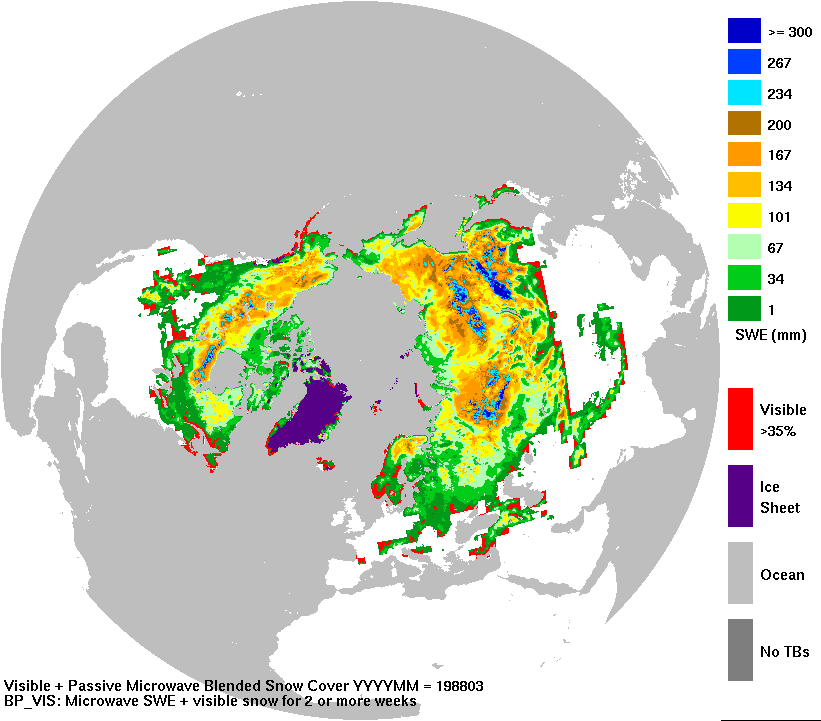 >= 300
267
234
200
167
134
101
67
34
1
SWE (mm)
Visible
>35%
Ice
Sheet
Ocean
No TBs
Visible + Passive Microwave Blended Snow Cover YYYYMM = 198803
BP_VIS: Microwave SWE + visible snow for 2 or more weeks